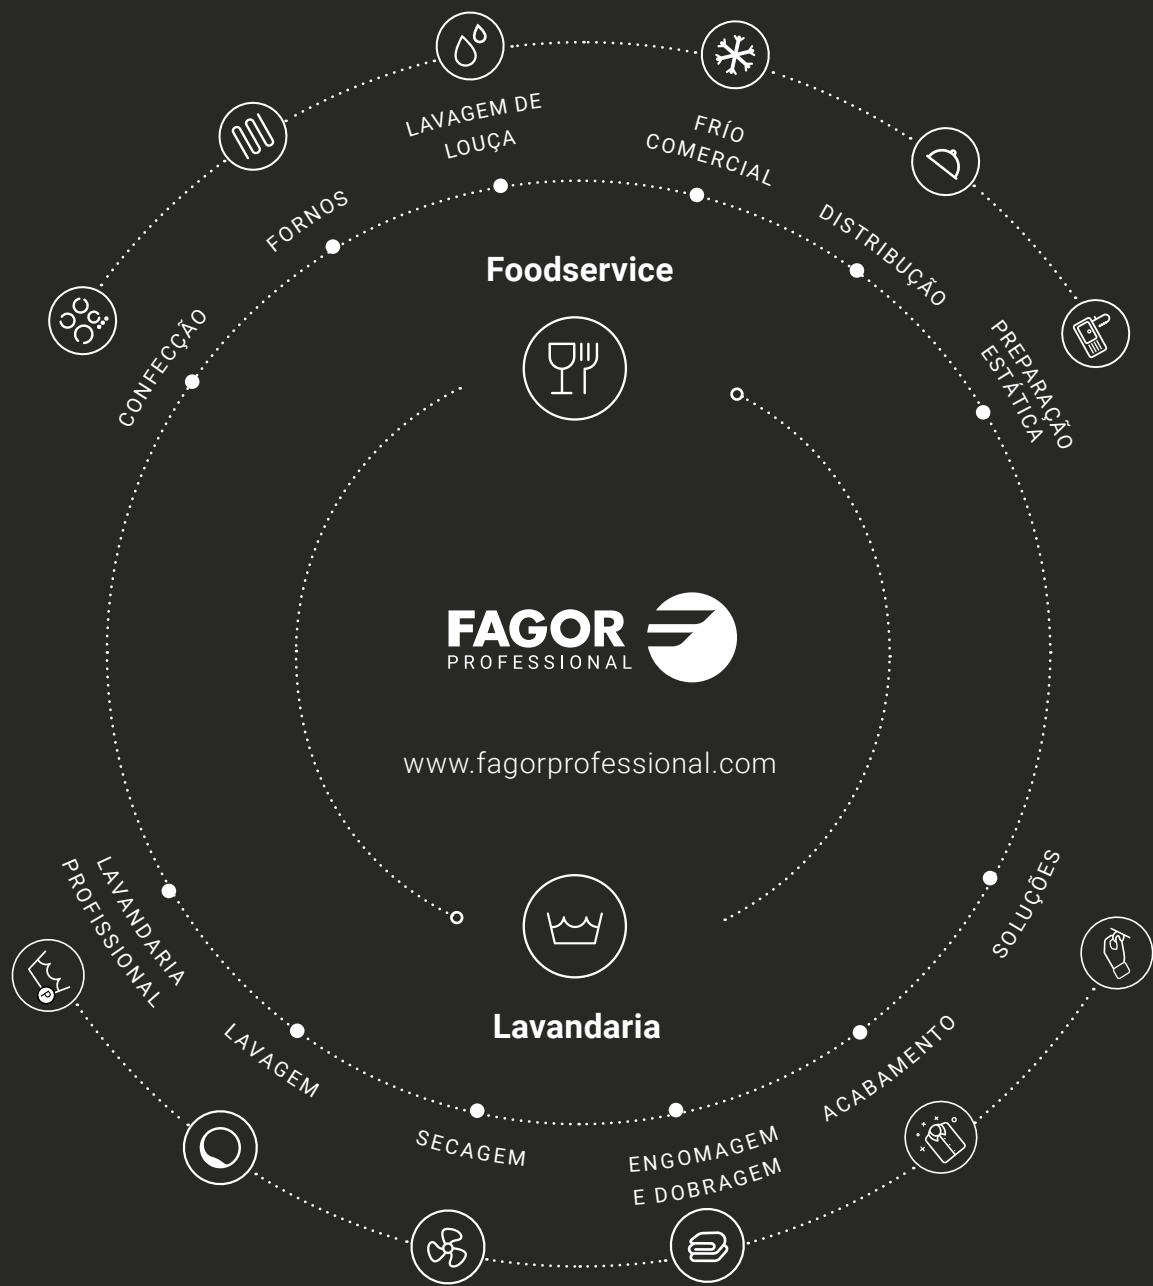 LAVAGEM DE
LOUÇA
FRÍO
COMERCIAL
FORNOS
DISTRIBUÇÃO
CONFECÇÃO
PREPARAÇÃO
ESTÁTICA
Foodservice
FAGOR
PROFESSIONAL
www.fagorprofessional.com
LAVANDARIA
PROFISSIONAL
SOLUÇÕES
Lavandaria
LAVAGEM
ACABAMENTO
SECAGEM
ENGOMAGEM
E DOBRAGEM
P